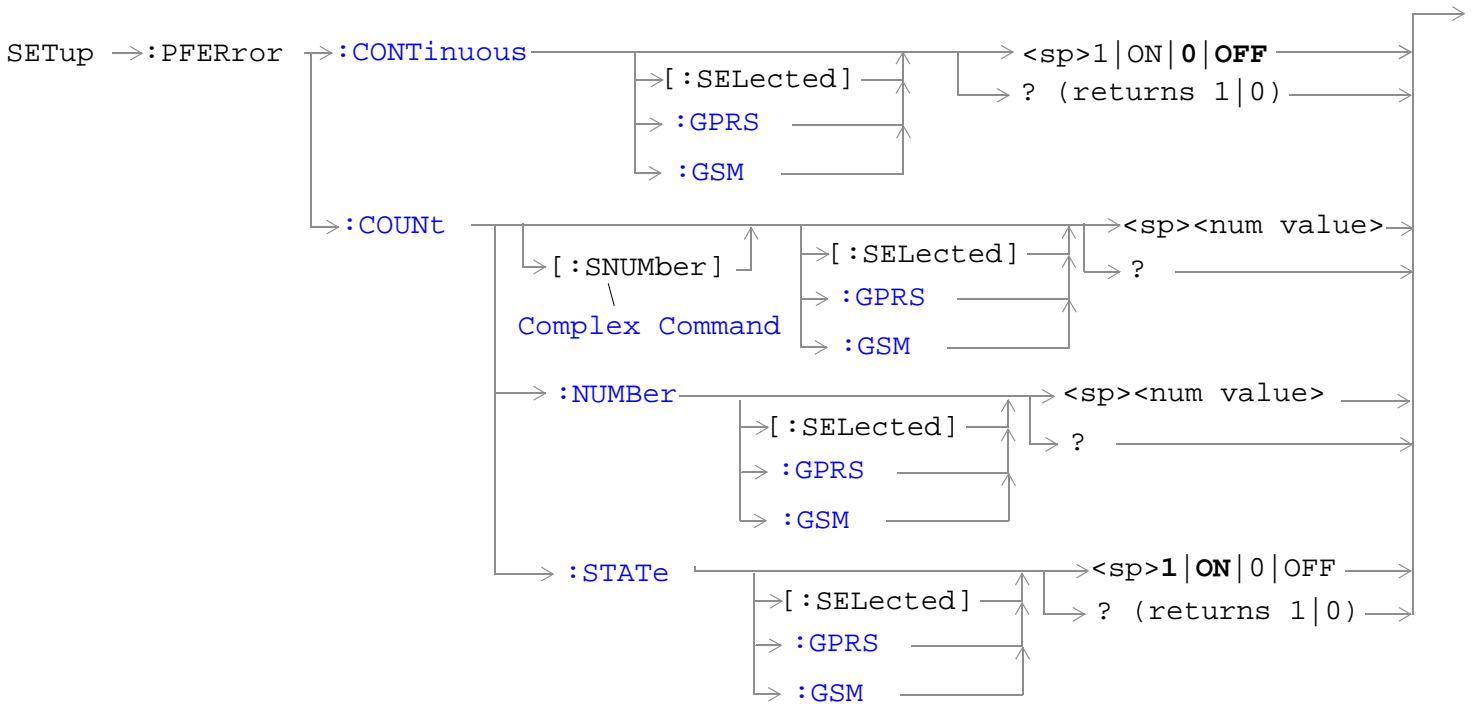 SETup :PFERror :CONTinuous <sp>1|ON|0|OFF
[:SELected] ? (returns 1|0)
:GPRS
:GSM
:COUNt <sp><num value>
[:SNUMber] [:SELected] ?
:GPRS
Complex Command
:GSM
:NUMBer <sp><num value>
[:SELected] ?
:GPRS
:GSM
:STATe <sp>1|ON|0|OFF
[:SELected] ? (returns 1|0)
:GPRS
:GSM